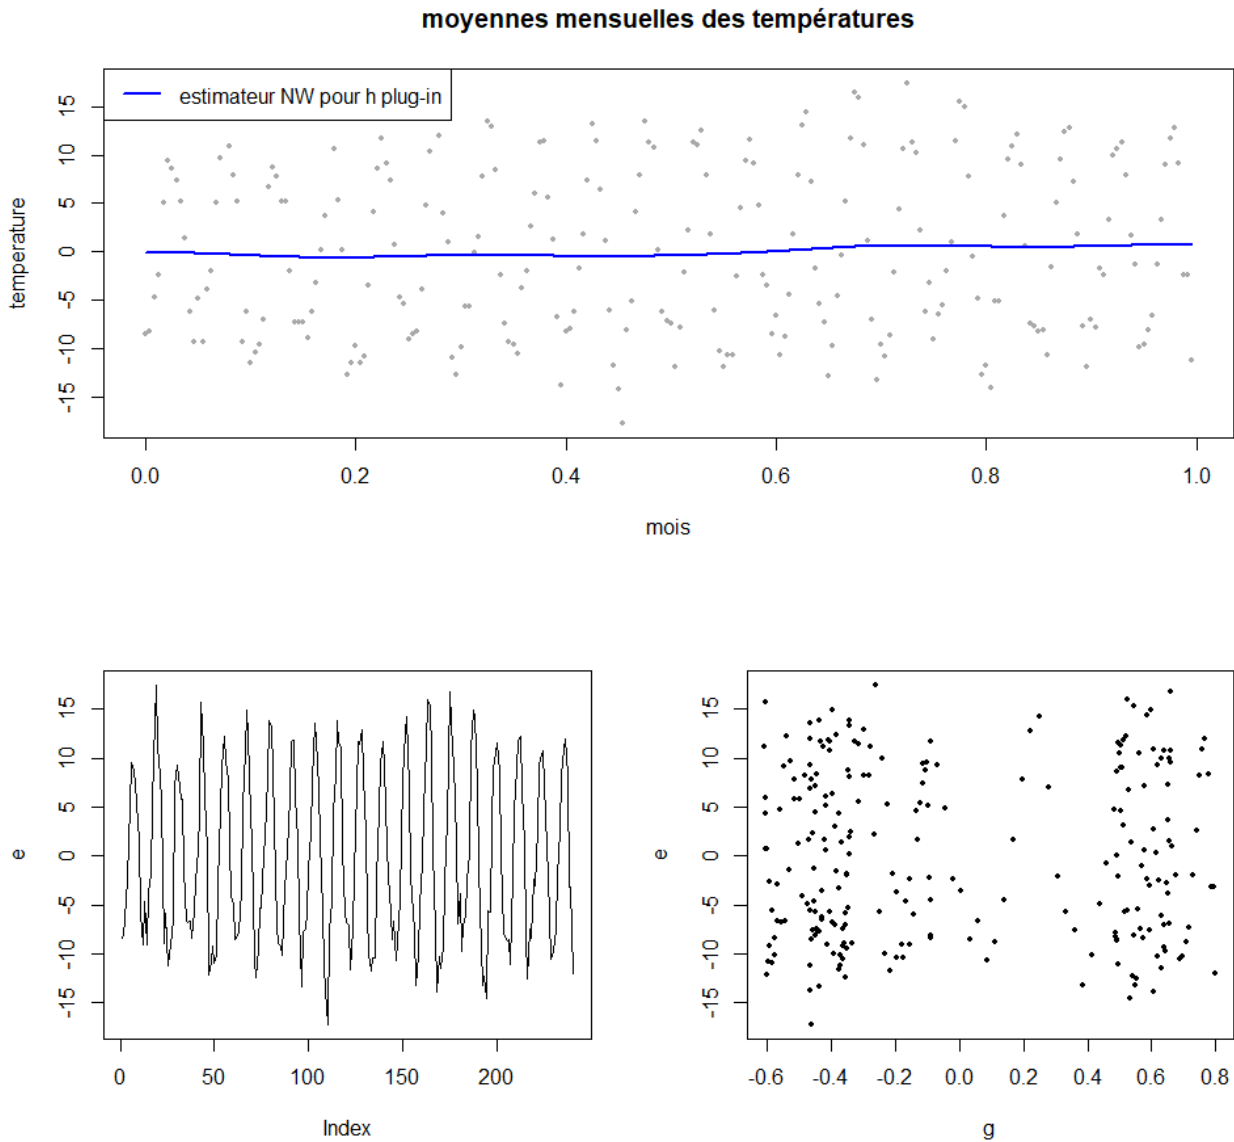 moyennes mensuelles des températures
estimateur NW pour h plug-in
temperature
15
10
5
0
-5
-10
-15
0.0 0.2 0.4 0.6 0.8 1.0
mois
e
15
10
5
0
-5
-10
-15
0 50 100 150 200
Index
e
15
10
5
0
-5
-10
-15
-0.6 -0.4 -0.2 0.0 0.2 0.4 0.6 0.8
g